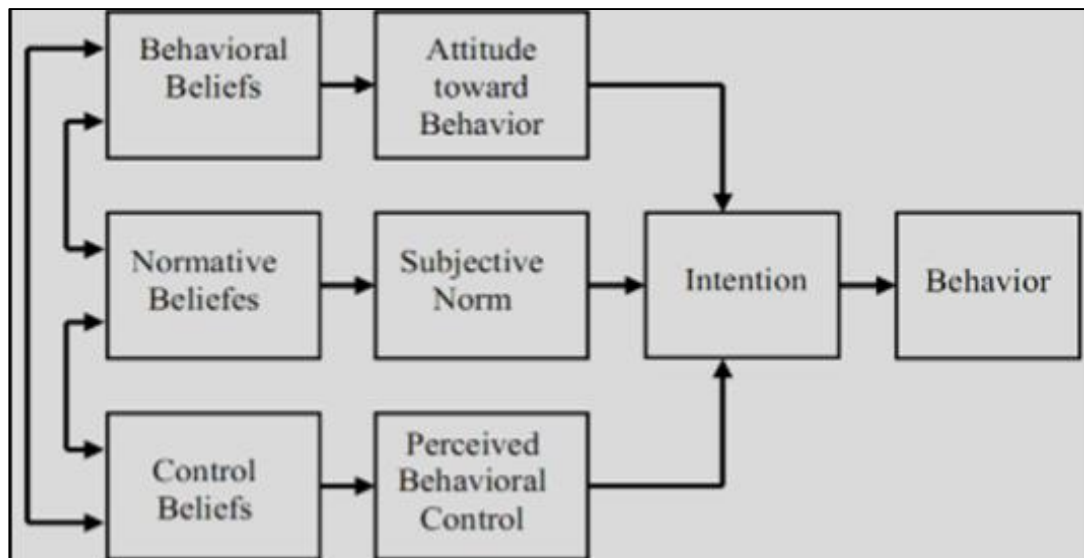 Behavioral
Beliefs
Attitude
toward
Behavior
Normative
Beliefes
Subjective
Norm
Intention
Behavior
Control
Beliefs
Perceived
Behavioral
Control